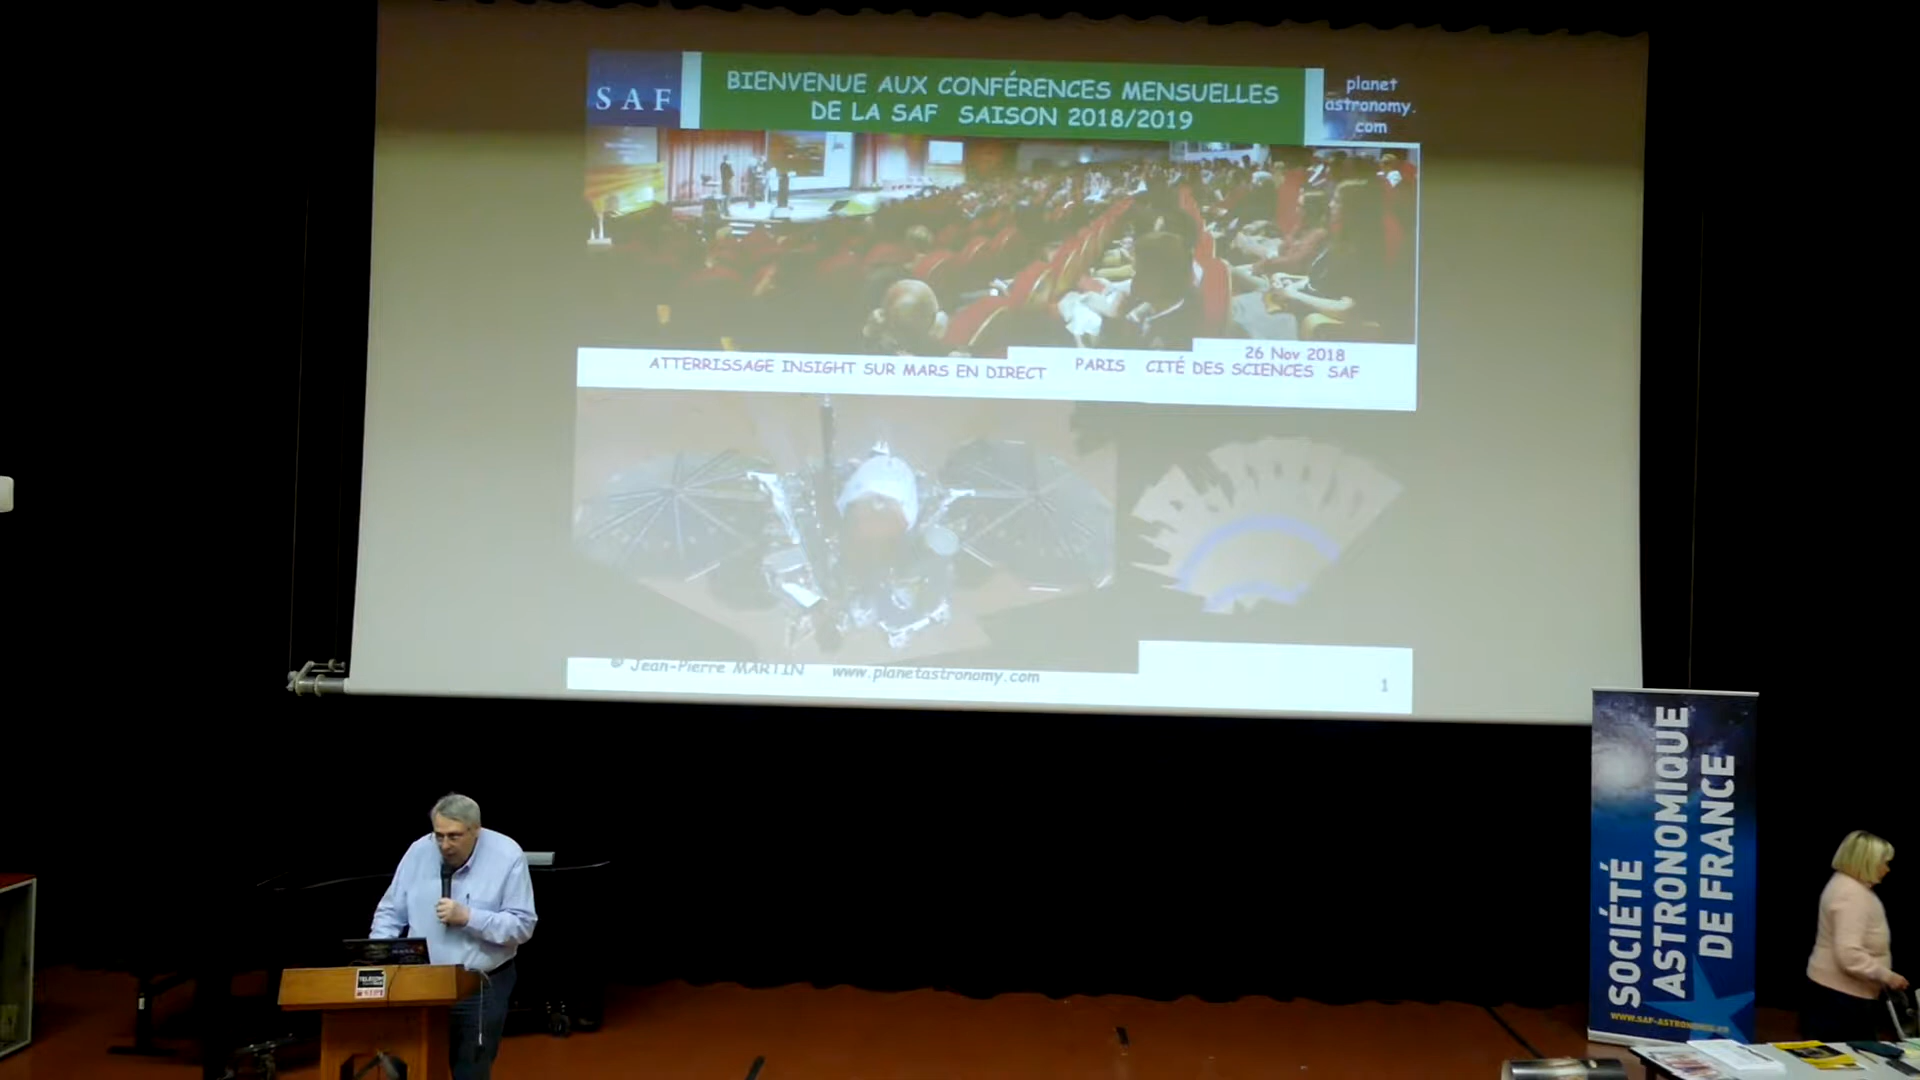 SAF
BIENVENUE AUX CONFÉRENCES MENSUELLES
DE LA SAF SAISON 2018/2019
planet
astronomy.
com
ATTERRISSAGE INSIGHT SUR MARS EN DIRECT
26 Nov 2018
PARIS CITÉ DES SCIENCES SAF
© Jean-Pierre MARTIN www.planetastronomy.com
1
SOCIÉTÉ
ASTRONOMIQUE
DE FRANCE
WWW.SAF-ASTRONOMIE.FR
TELECOM